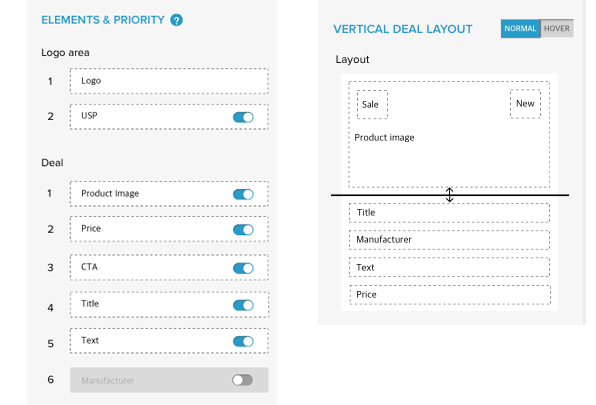 ELEMENTS & PRIORITY ?
Logo area
1 Logo
2 USP
Deal
1 Product Image
2 Price
3 CTA
4 Title
5 Text
6 Manufacturer
VERTICAL DEAL LAYOUT NORMAL HOVER
Layout
Sale New
Product image
Title
Manufacturer
Text
Price